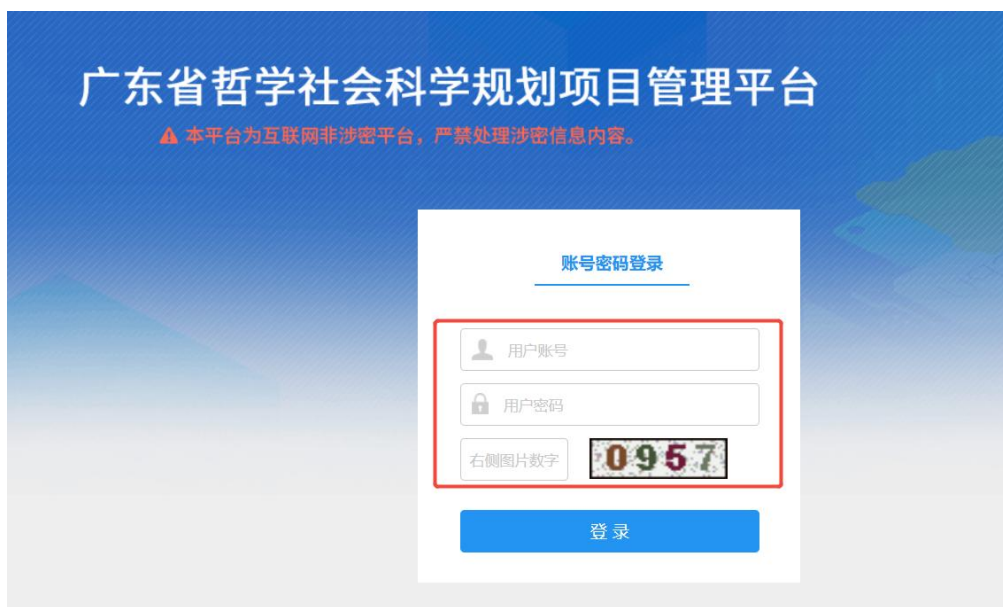 广东省哲学社会科学规划项目管理平台
本平台为互联网非涉密平台，严禁处理涉密信息内容。
账号密码登录
用户账号
用户密码
右侧图片数字 0957
登 录